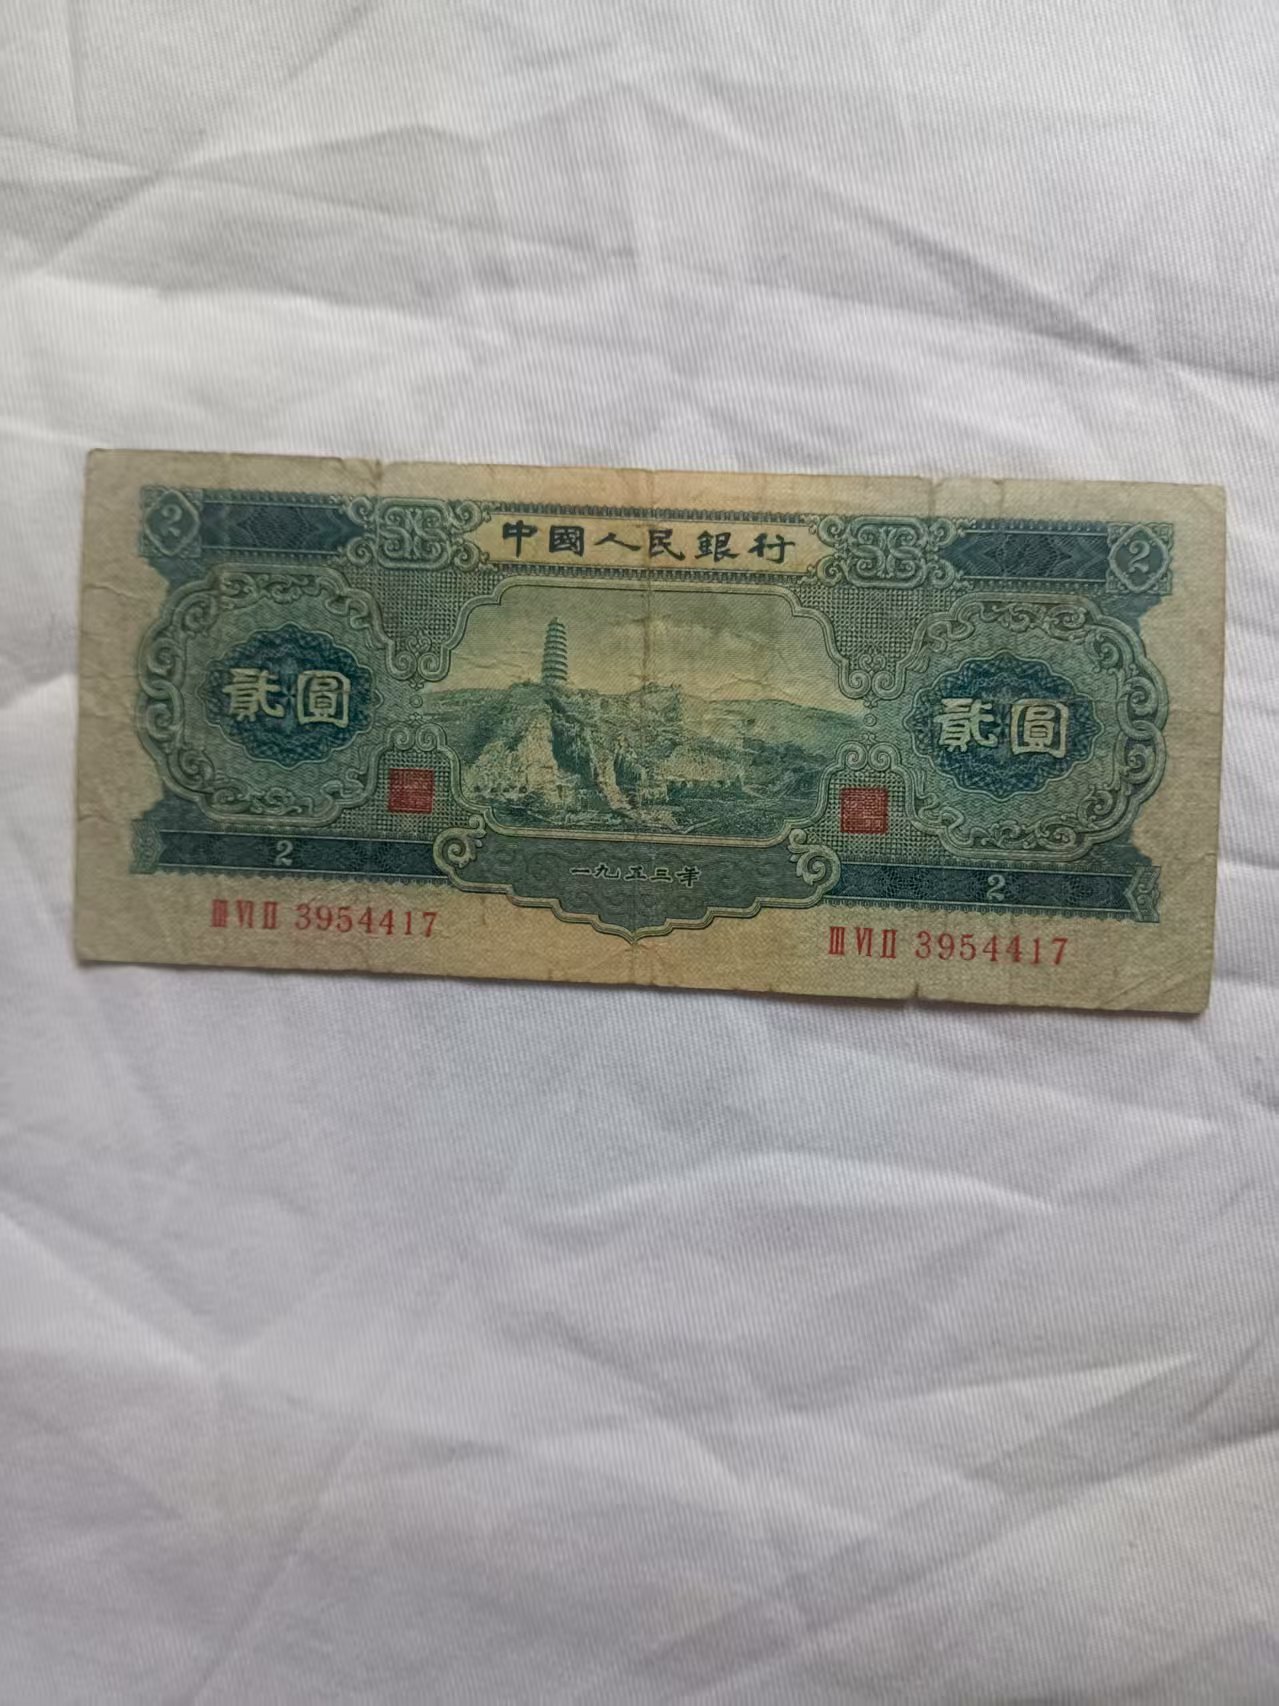 2 中國人民銀行 2
貳圓 貳圓
2 一九五三年 2
ⅢⅥⅡ 3954417 ⅢⅥⅡ 3954417